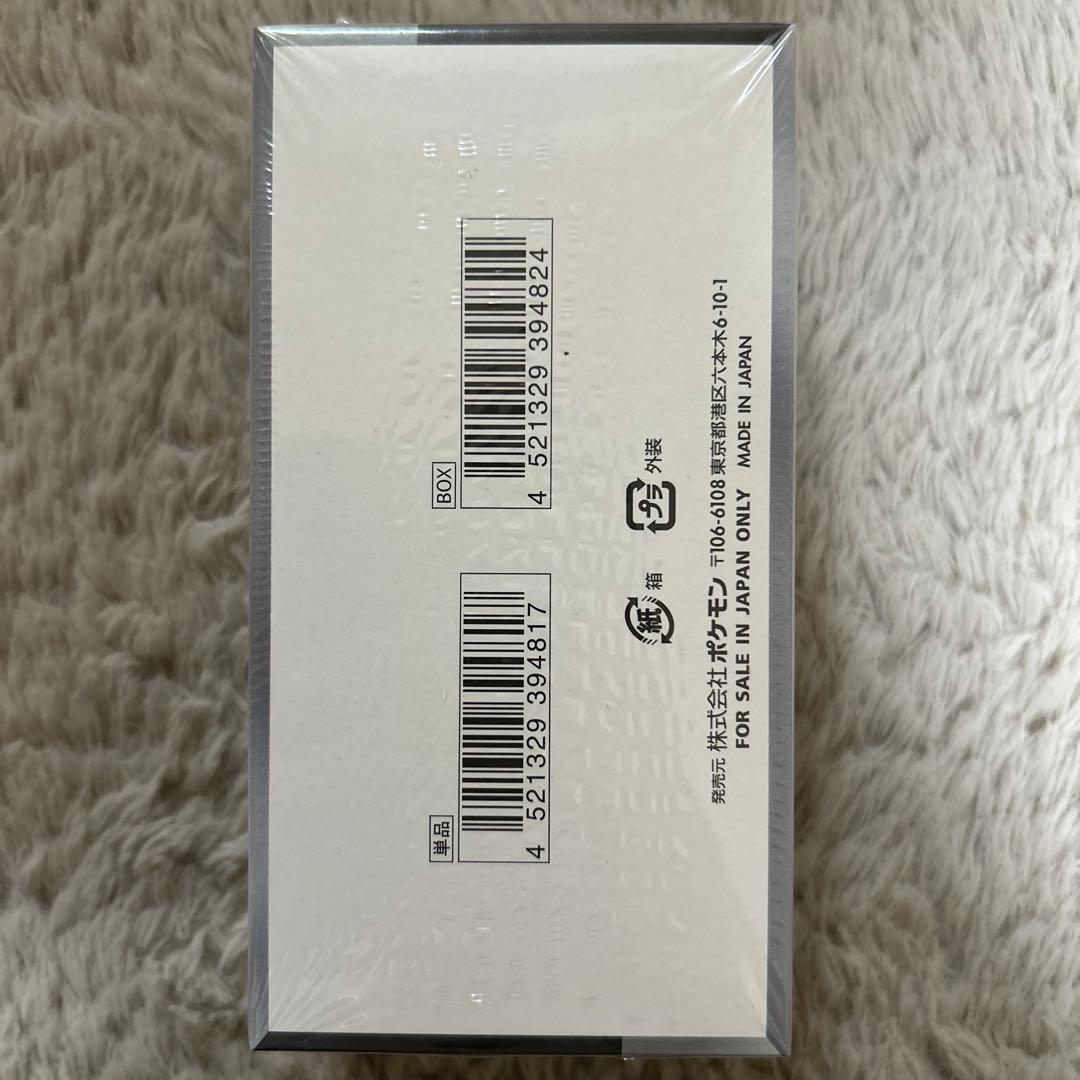 単品
4 521329 394817
BOX
4 521329 394824
紙 箱 プラ 外装
発売元 株式会社ポケモン 〒106-6108 東京都港区六本木6-10-1
FOR SALE IN JAPAN ONLY MADE IN JAPAN